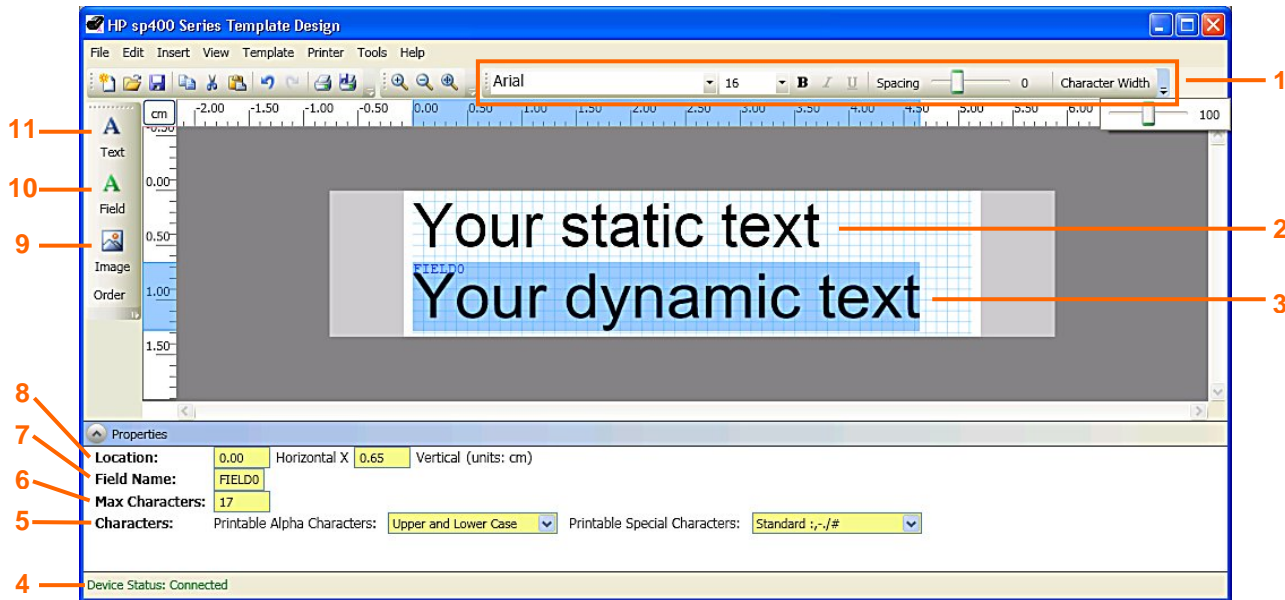 HP sp400 Series Template Design
File Edit Insert View Template Printer Tools Help
Arial 16 B I U Spacing 0 Character Width
1
100
cm -2.00 -1.50 -1.00 -0.50 0.00 0.50 1.00 1.50 2.00 2.50 3.00 3.50 4.00 4.50 5.00 5.50 6.00
-0.50
11
A
Text
10
A
Field
0.00
9
Image
0.50
Order
1.00
1.50
Your static text
2
FIELD0
Your dynamic text
3
Properties
8
Location: 0.00 Horizontal X 0.65 Vertical (units: cm)
7
Field Name: FIELD0
6
Max Characters: 17
5
Characters: Printable Alpha Characters: Upper and Lower Case Printable Special Characters: Standard :,-./#
4
Device Status: Connected